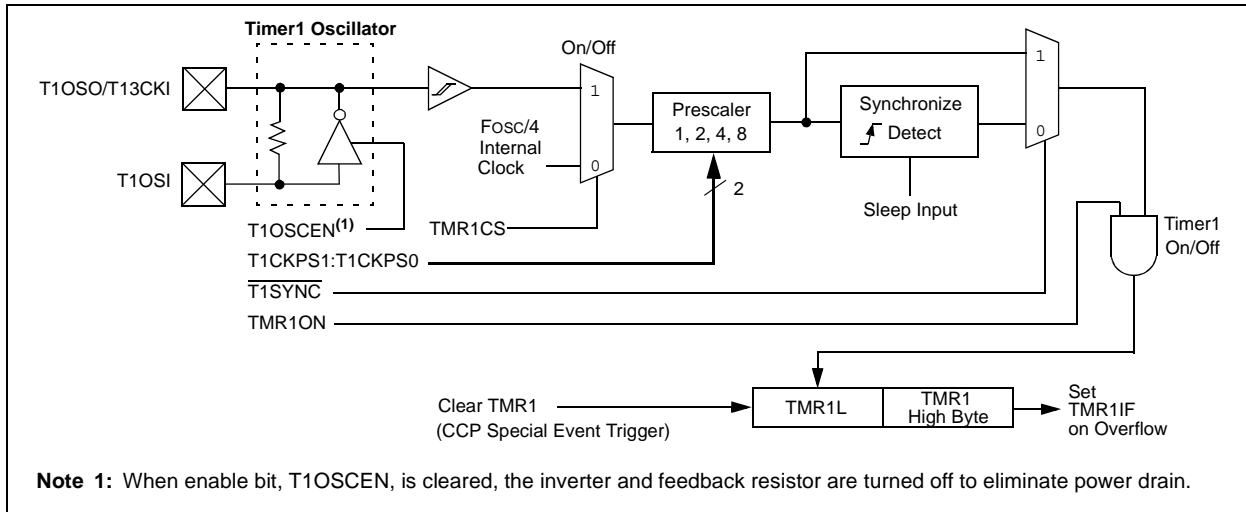 Timer1 Oscillator
On/Off
T1OSO/T13CKI
1
FOSC/4
Internal
Clock
0
Prescaler
1, 2, 4, 8
Synchronize
Detect
1
0
2
Sleep Input
T1OSI
T1OSCEN(1)
TMR1CS
Timer1
On/Off
T1CKPS1:T1CKPS0
T1SYNC
TMR1ON
Clear TMR1
(CCP Special Event Trigger)
TMR1L
TMR1
High Byte
Set
TMR1IF
on Overflow
Note 1: When enable bit, T1OSCEN, is cleared, the inverter and feedback resistor are turned off to eliminate power drain.